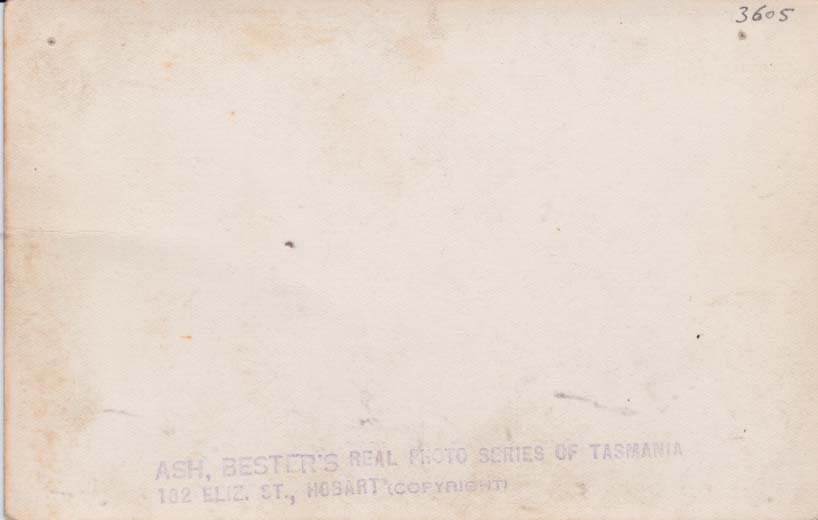 3605
ASH, BESTER'S REAL PHOTO SERIES OF TASMANIA
102 ELIZ. ST., HOBART (COPYRIGHT)